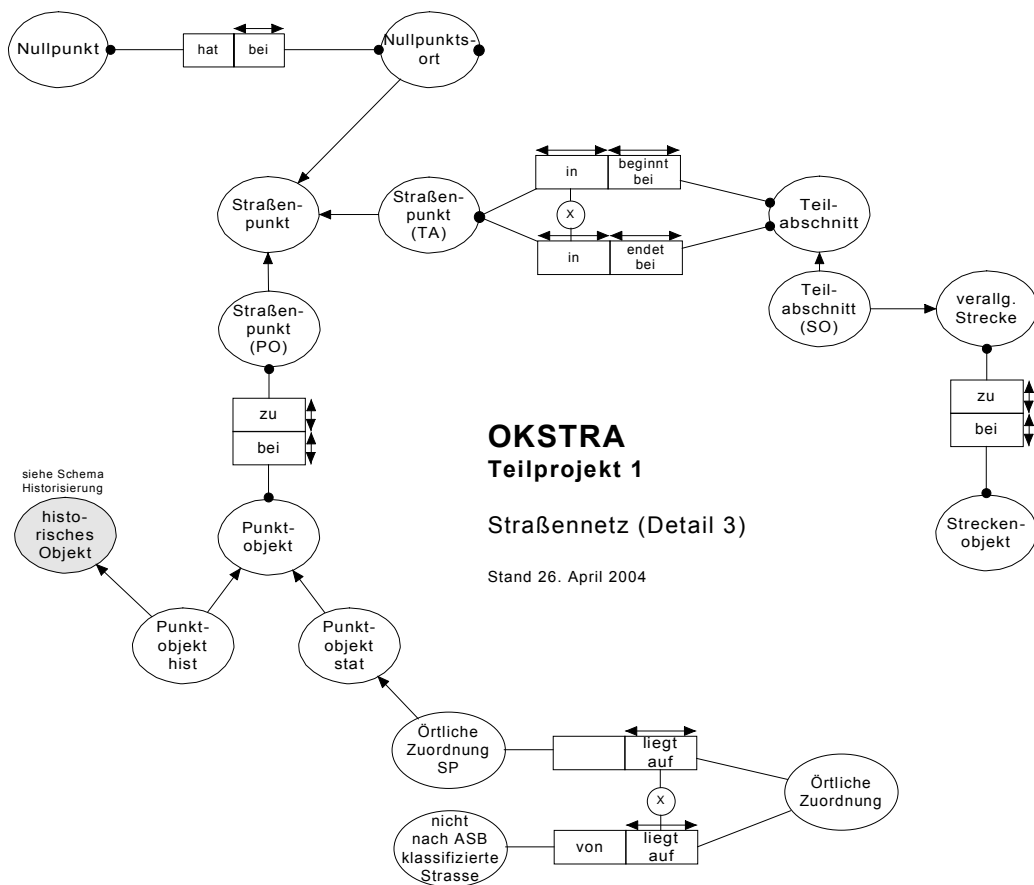 Nullpunkt
hat
bei
Nullpunkts-
ort
Straßen-
punkt
Straßen-
punkt
(TA)
in
beginnt
bei
X
in
endet
bei
Teil-
abschnitt
Straßen-
punkt
(PO)
Teil-
abschnitt
(SO)
verallg.
Strecke
zu
bei
zu
bei
OKSTRA
Teilprojekt 1
Straßennetz (Detail 3)
Stand 26. April 2004
siehe Schema
Historisierung
histo-
risches
Objekt
Punkt-
objekt
Strecken-
objekt
Punkt-
objekt
hist
Punkt-
objekt
stat
Örtliche
Zuordnung
SP
liegt
auf
X
Örtliche
Zuordnung
nicht
nach ASB
klassifizierte
Strasse
von
liegt
auf